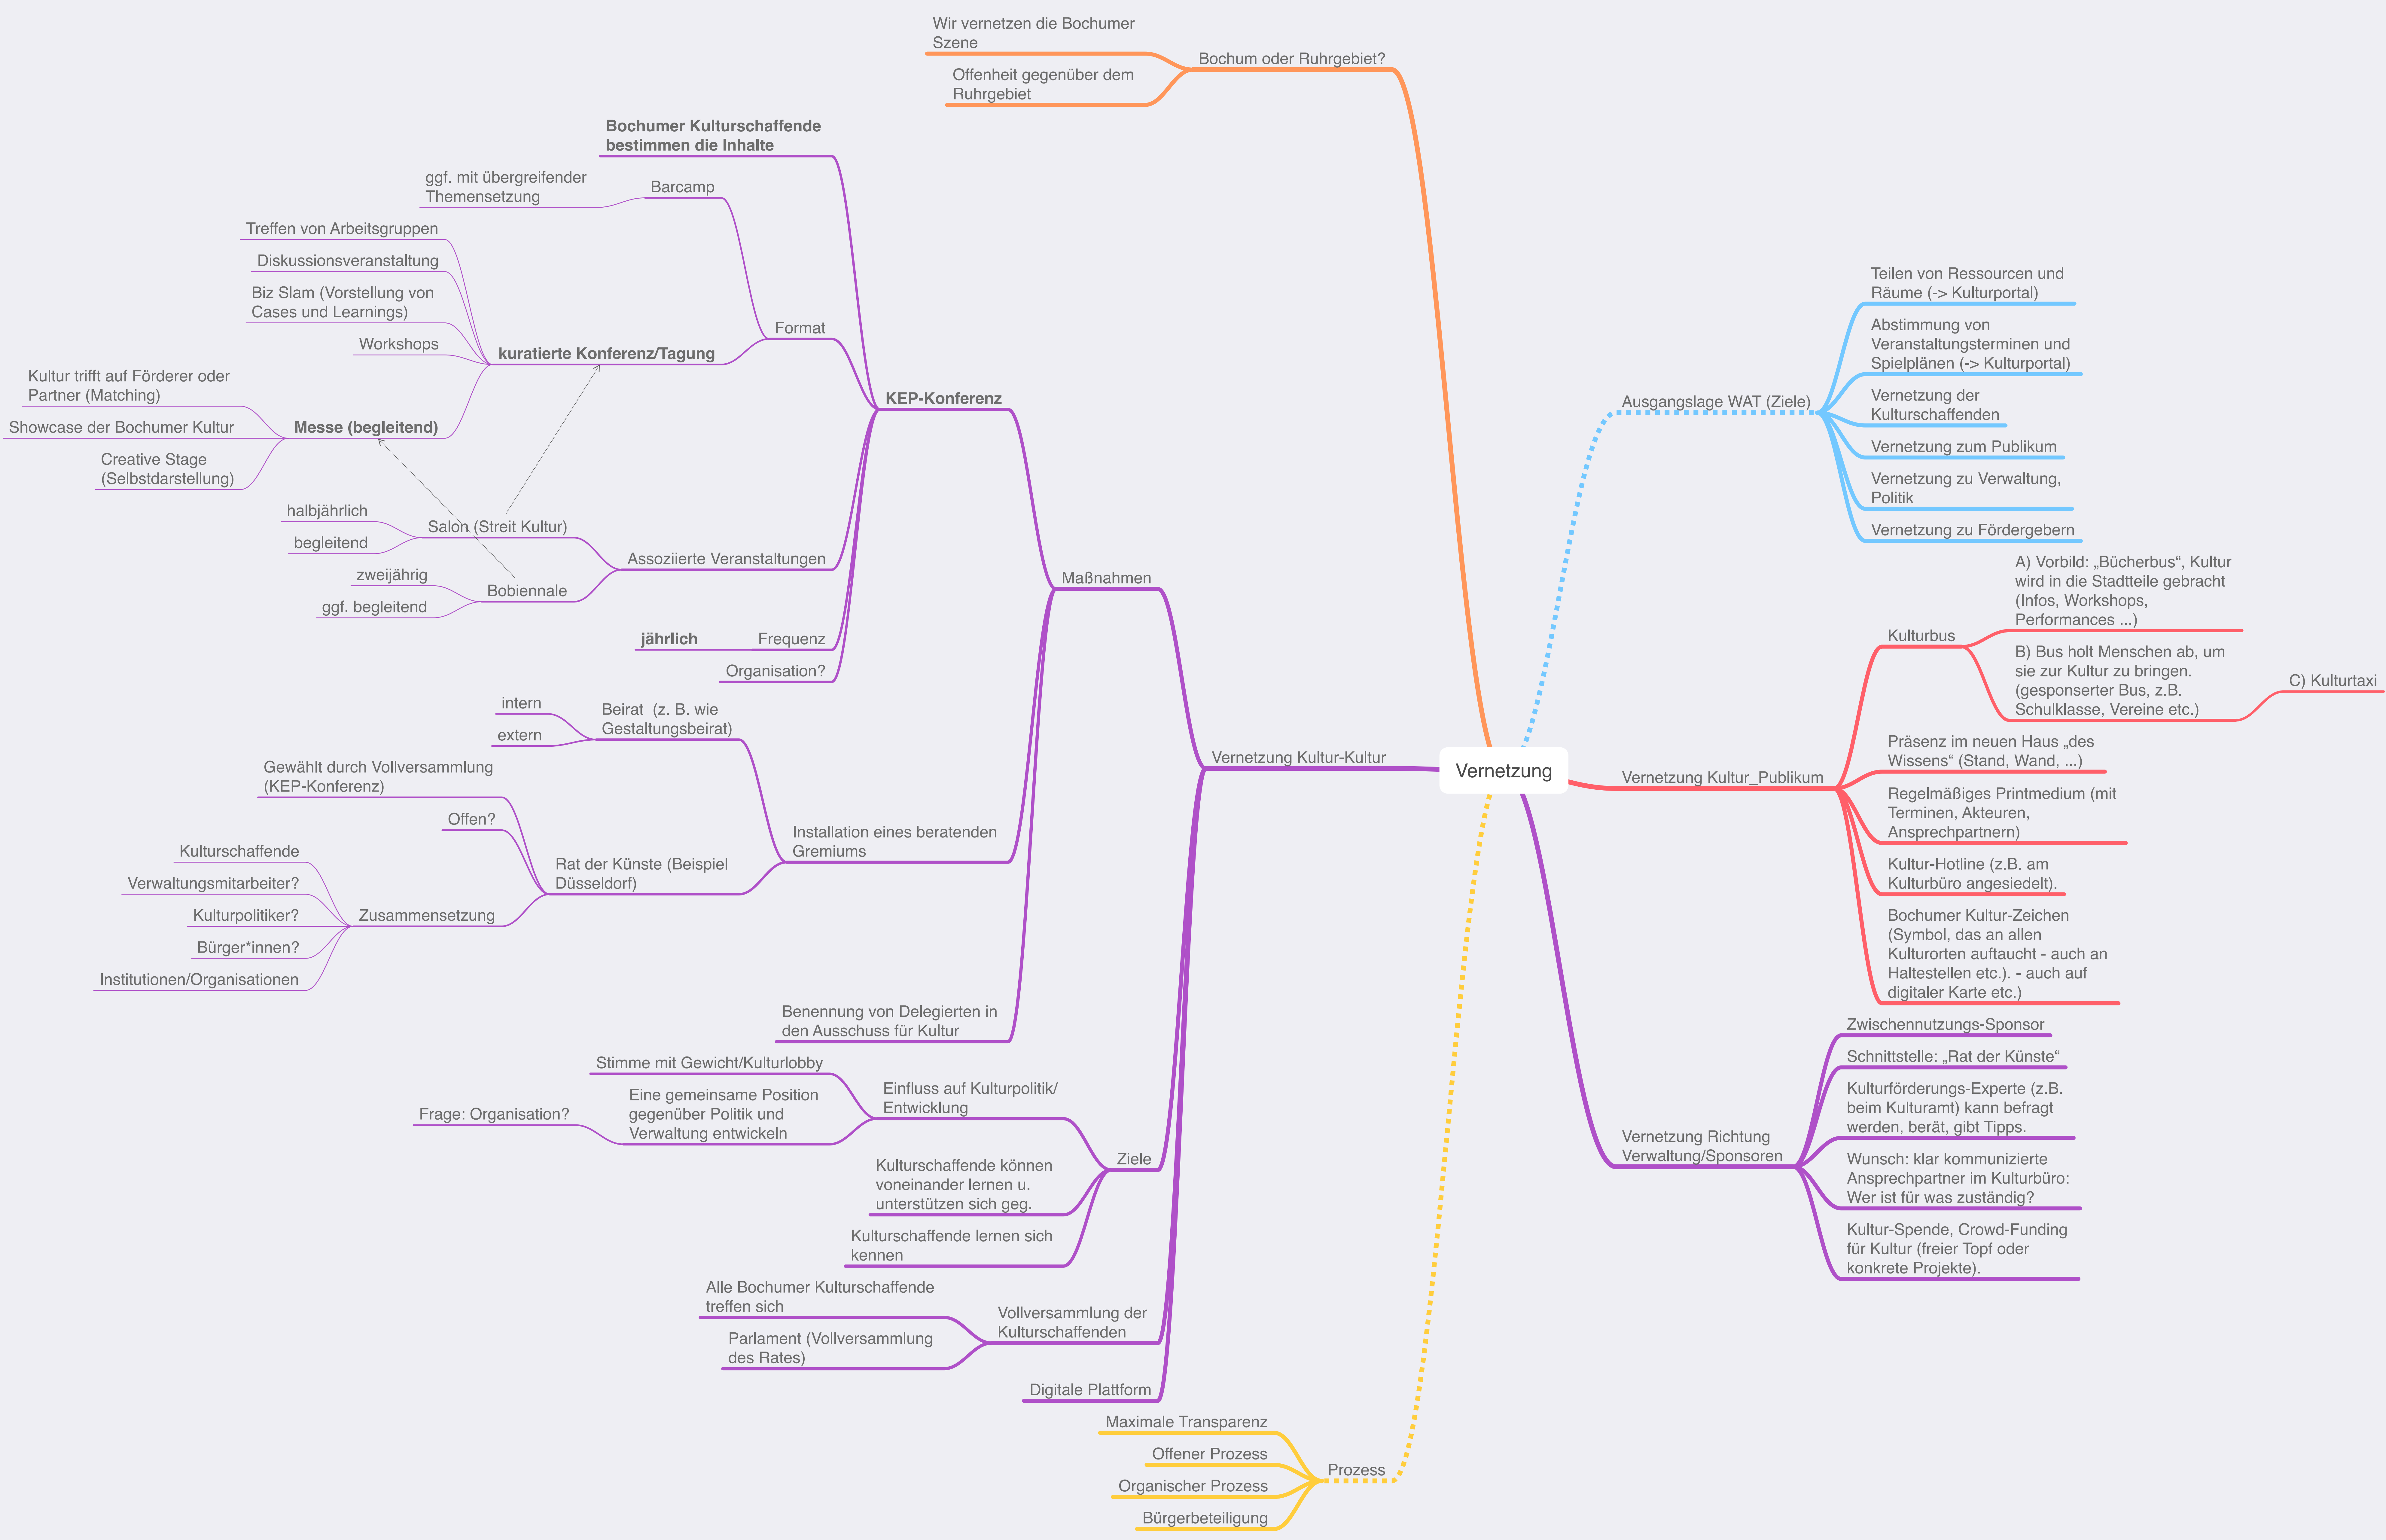 Wir vernetzen die Bochumer
Szene
Bochum oder Ruhrgebiet?
Offenheit gegenüber dem
Ruhrgebiet
Bochumer Kulturschaffende
bestimmen die Inhalte
ggf. mit übergreifender
Themensetzung
Barcamp
Treffen von Arbeitsgruppen
Diskussionsveranstaltung
Biz Slam (Vorstellung von
Cases und Learnings)
Workshops
Format
kuratierte Konferenz/Tagung
Kultur trifft auf Förderer oder
Partner (Matching)
Showcase der Bochumer Kultur
Messe (begleitend)
Creative Stage
(Selbstdarstellung)
KEP-Konferenz
halbjährlich
begleitend
Salon (Streit Kultur)
Assoziierte Veranstaltungen
zweijährig
ggf. begleitend
Bobiennale
Maßnahmen
jährlich
Frequenz
Organisation?
intern
extern
Beirat  (z. B. wie
Gestaltungsbeirat)
Gewählt durch Vollversammlung
(KEP-Konferenz)
Offen?
Installation eines beratenden
Gremiums
Rat der Künste (Beispiel
Düsseldorf)
Kulturschaffende
Verwaltungsmitarbeiter?
Kulturpolitiker?
Bürger*innen?
Institutionen/Organisationen
Zusammensetzung
Benennung von Delegierten in
den Ausschuss für Kultur
Vernetzung Kultur-Kultur
Stimme mit Gewicht/Kulturlobby
Einfluss auf Kulturpolitik/
Entwicklung
Frage: Organisation?
Eine gemeinsame Position
gegenüber Politik und
Verwaltung entwickeln
Ziele
Kulturschaffende können
voneinander lernen u.
unterstützen sich geg.
Kulturschaffende lernen sich
kennen
Alle Bochumer Kulturschaffende
treffen sich
Vollversammlung der
Kulturschaffenden
Parlament (Vollversammlung
des Rates)
Digitale Plattform
Maximale Transparenz
Offener Prozess
Organischer Prozess
Bürgerbeteiligung
Prozess
Vernetzung
Ausgangslage WAT (Ziele)
Teilen von Ressourcen und
Räume (-> Kulturportal)
Abstimmung von
Veranstaltungsterminen und
Spielplänen (-> Kulturportal)
Vernetzung der
Kulturschaffenden
Vernetzung zum Publikum
Vernetzung zu Verwaltung,
Politik
Vernetzung zu Fördergebern
Vernetzung Kultur_Publikum
Kulturbus
A) Vorbild: „Bücherbus“, Kultur
wird in die Stadtteile gebracht
(Infos, Workshops,
Performances ...)
B) Bus holt Menschen ab, um
sie zur Kultur zu bringen.
(gesponserter Bus, z.B.
Schulklasse, Vereine etc.)
C) Kulturtaxi
Präsenz im neuen Haus „des
Wissens“ (Stand, Wand, ...)
Regelmäßiges Printmedium (mit
Terminen, Akteuren,
Ansprechpartnern)
Kultur-Hotline (z.B. am
Kulturbüro angesiedelt).
Bochumer Kultur-Zeichen
(Symbol, das an allen
Kulturorten auftaucht - auch an
Haltestellen etc.). - auch auf
digitaler Karte etc.)
Vernetzung Richtung
Verwaltung/Sponsoren
Zwischennutzungs-Sponsor
Schnittstelle: „Rat der Künste“
Kulturförderungs-Experte (z.B.
beim Kulturamt) kann befragt
werden, berät, gibt Tipps.
Wunsch: klar kommunizierte
Ansprechpartner im Kulturbüro:
Wer ist für was zuständig?
Kultur-Spende, Crowd-Funding
für Kultur (freier Topf oder
konkrete Projekte).